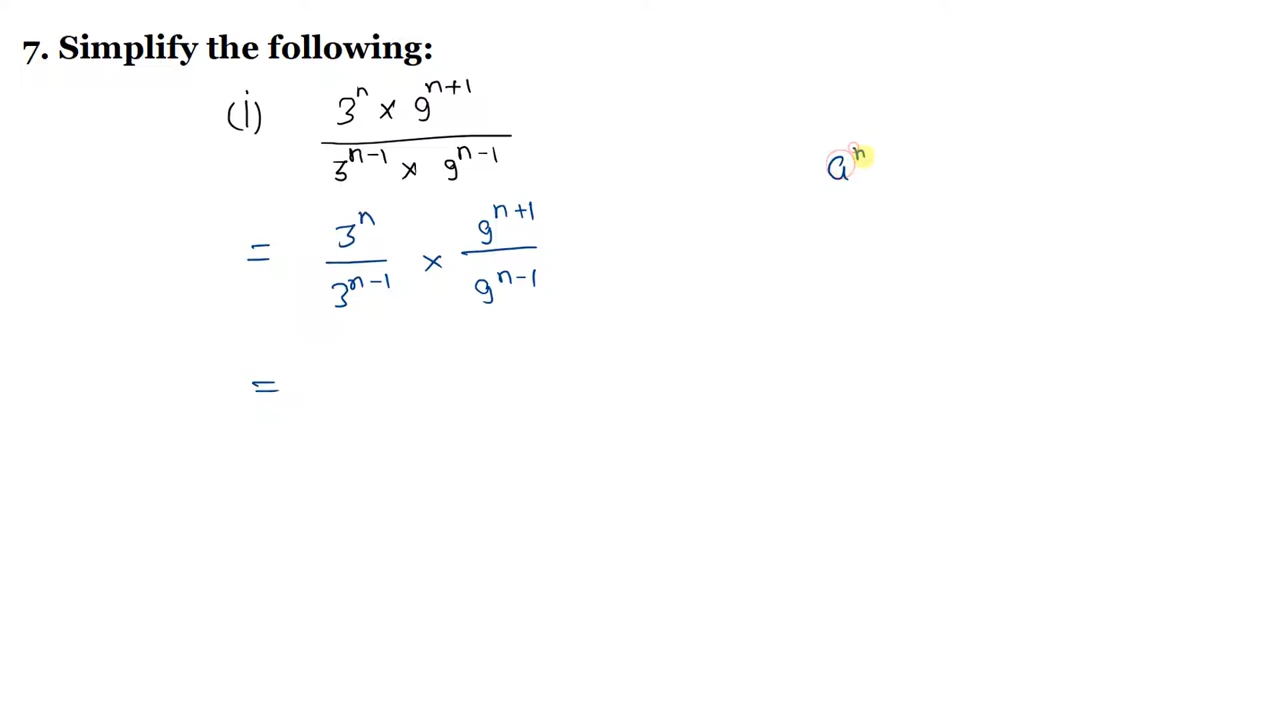 7. Simplify the following:
(i) 3^n × 9^{n+1} / 3^{n-1} × 9^{n-1}
= 3^n / 3^{n-1} × 9^{n+1} / 9^{n-1}
=
a^n